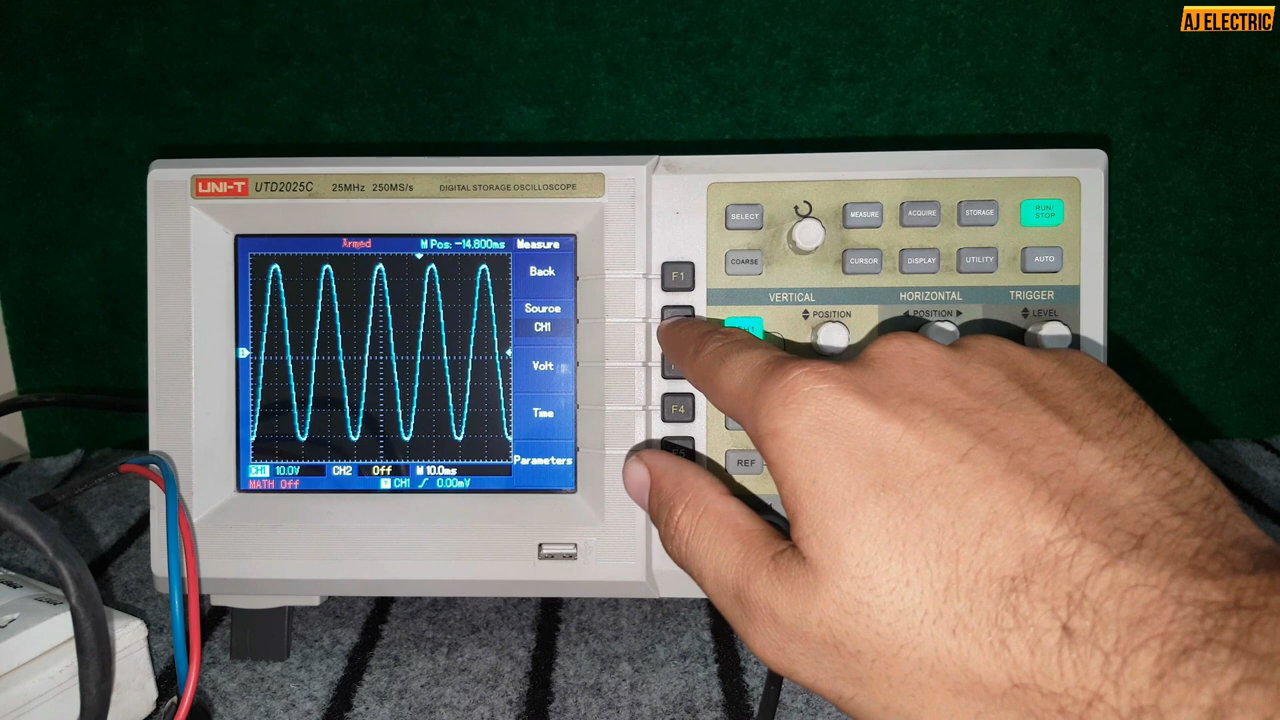 AJ ELECTRIC
UNI-T UTD2025C 25MHz 250MS/s DIGITAL STORAGE OSCILLOSCOPE
Armed M Pos: -14.800ms Measure
Back
Source
CH1
Volt
Time
Parameters
CH1 10.0V CH2 Off M 10.0ms
MATH Off T CH1 0.00mV
F1
F4
F5
SELECT MEASURE ACQUIRE STORAGE RUN/
STOP
COARSE CURSOR DISPLAY UTILITY AUTO
VERTICAL HORIZONTAL TRIGGER
POSITION POSITION LEVEL
REF